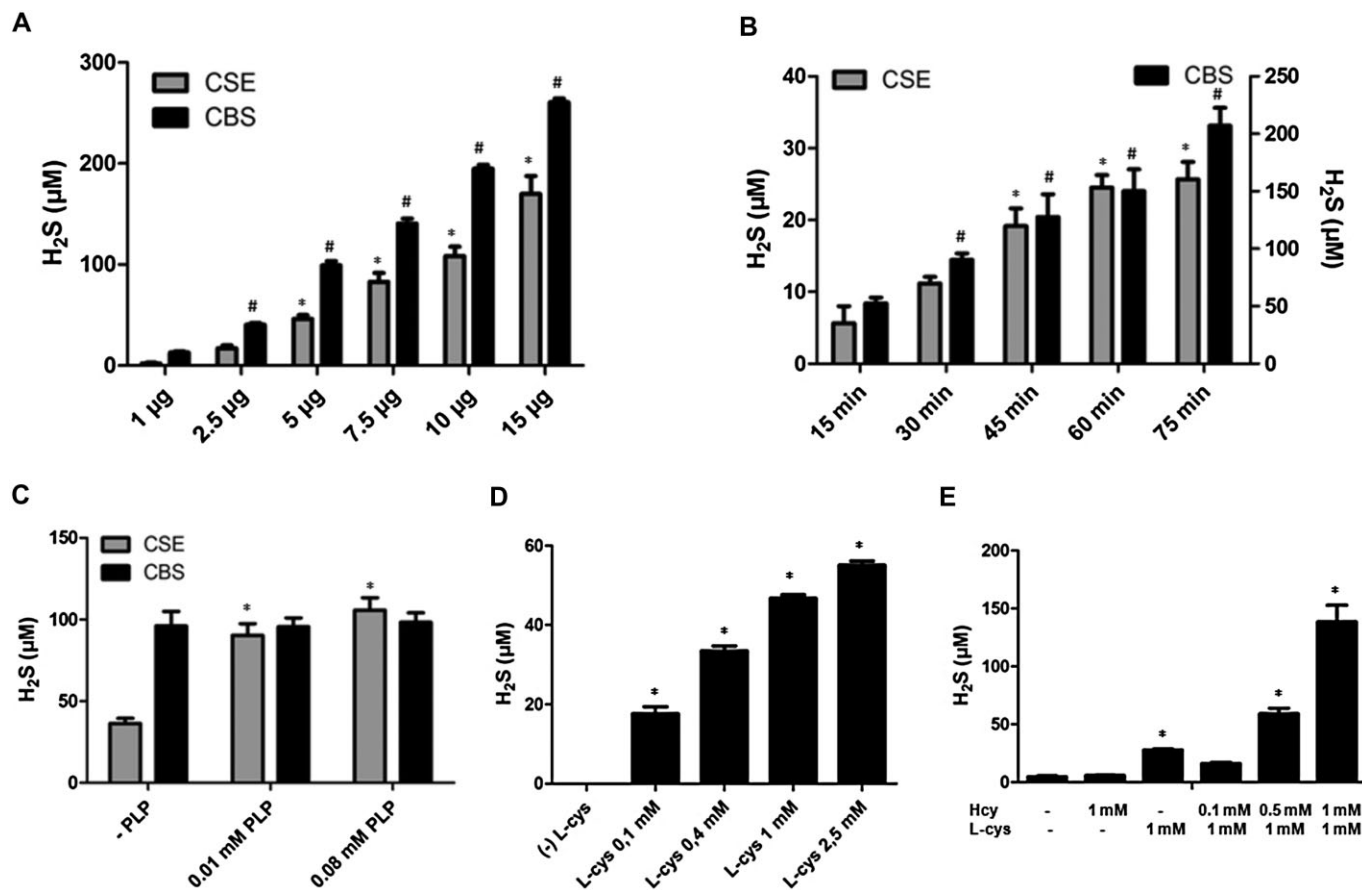 A
H₂S (µM)
300
200
100
0
CSE
CBS
* * * *
# # # # #
1 µg 2.5 µg 5 µg 7.5 µg 10 µg 15 µg
B
H₂S (µM)
40
30
20
10
0
CSE
CBS
* * *
# # # #
250
200
150
100
50
0
H₂S (µM)
15 min 30 min 45 min 60 min 75 min
C
H₂S (µM)
150
100
50
0
CSE
CBS
* *
- PLP 0.01 mM PLP 0.08 mM PLP
D
H₂S (µM)
60
40
20
0
* * * *
(-) L-cys L-cys 0,1 mM L-cys 0,4 mM L-cys 1 mM L-cys 2,5 mM
E
H₂S (µM)
200
150
100
50
0
* * *
Hcy - 1 mM - 0.1 mM 0.5 mM 1 mM
L-cys - - 1 mM 1 mM 1 mM 1 mM